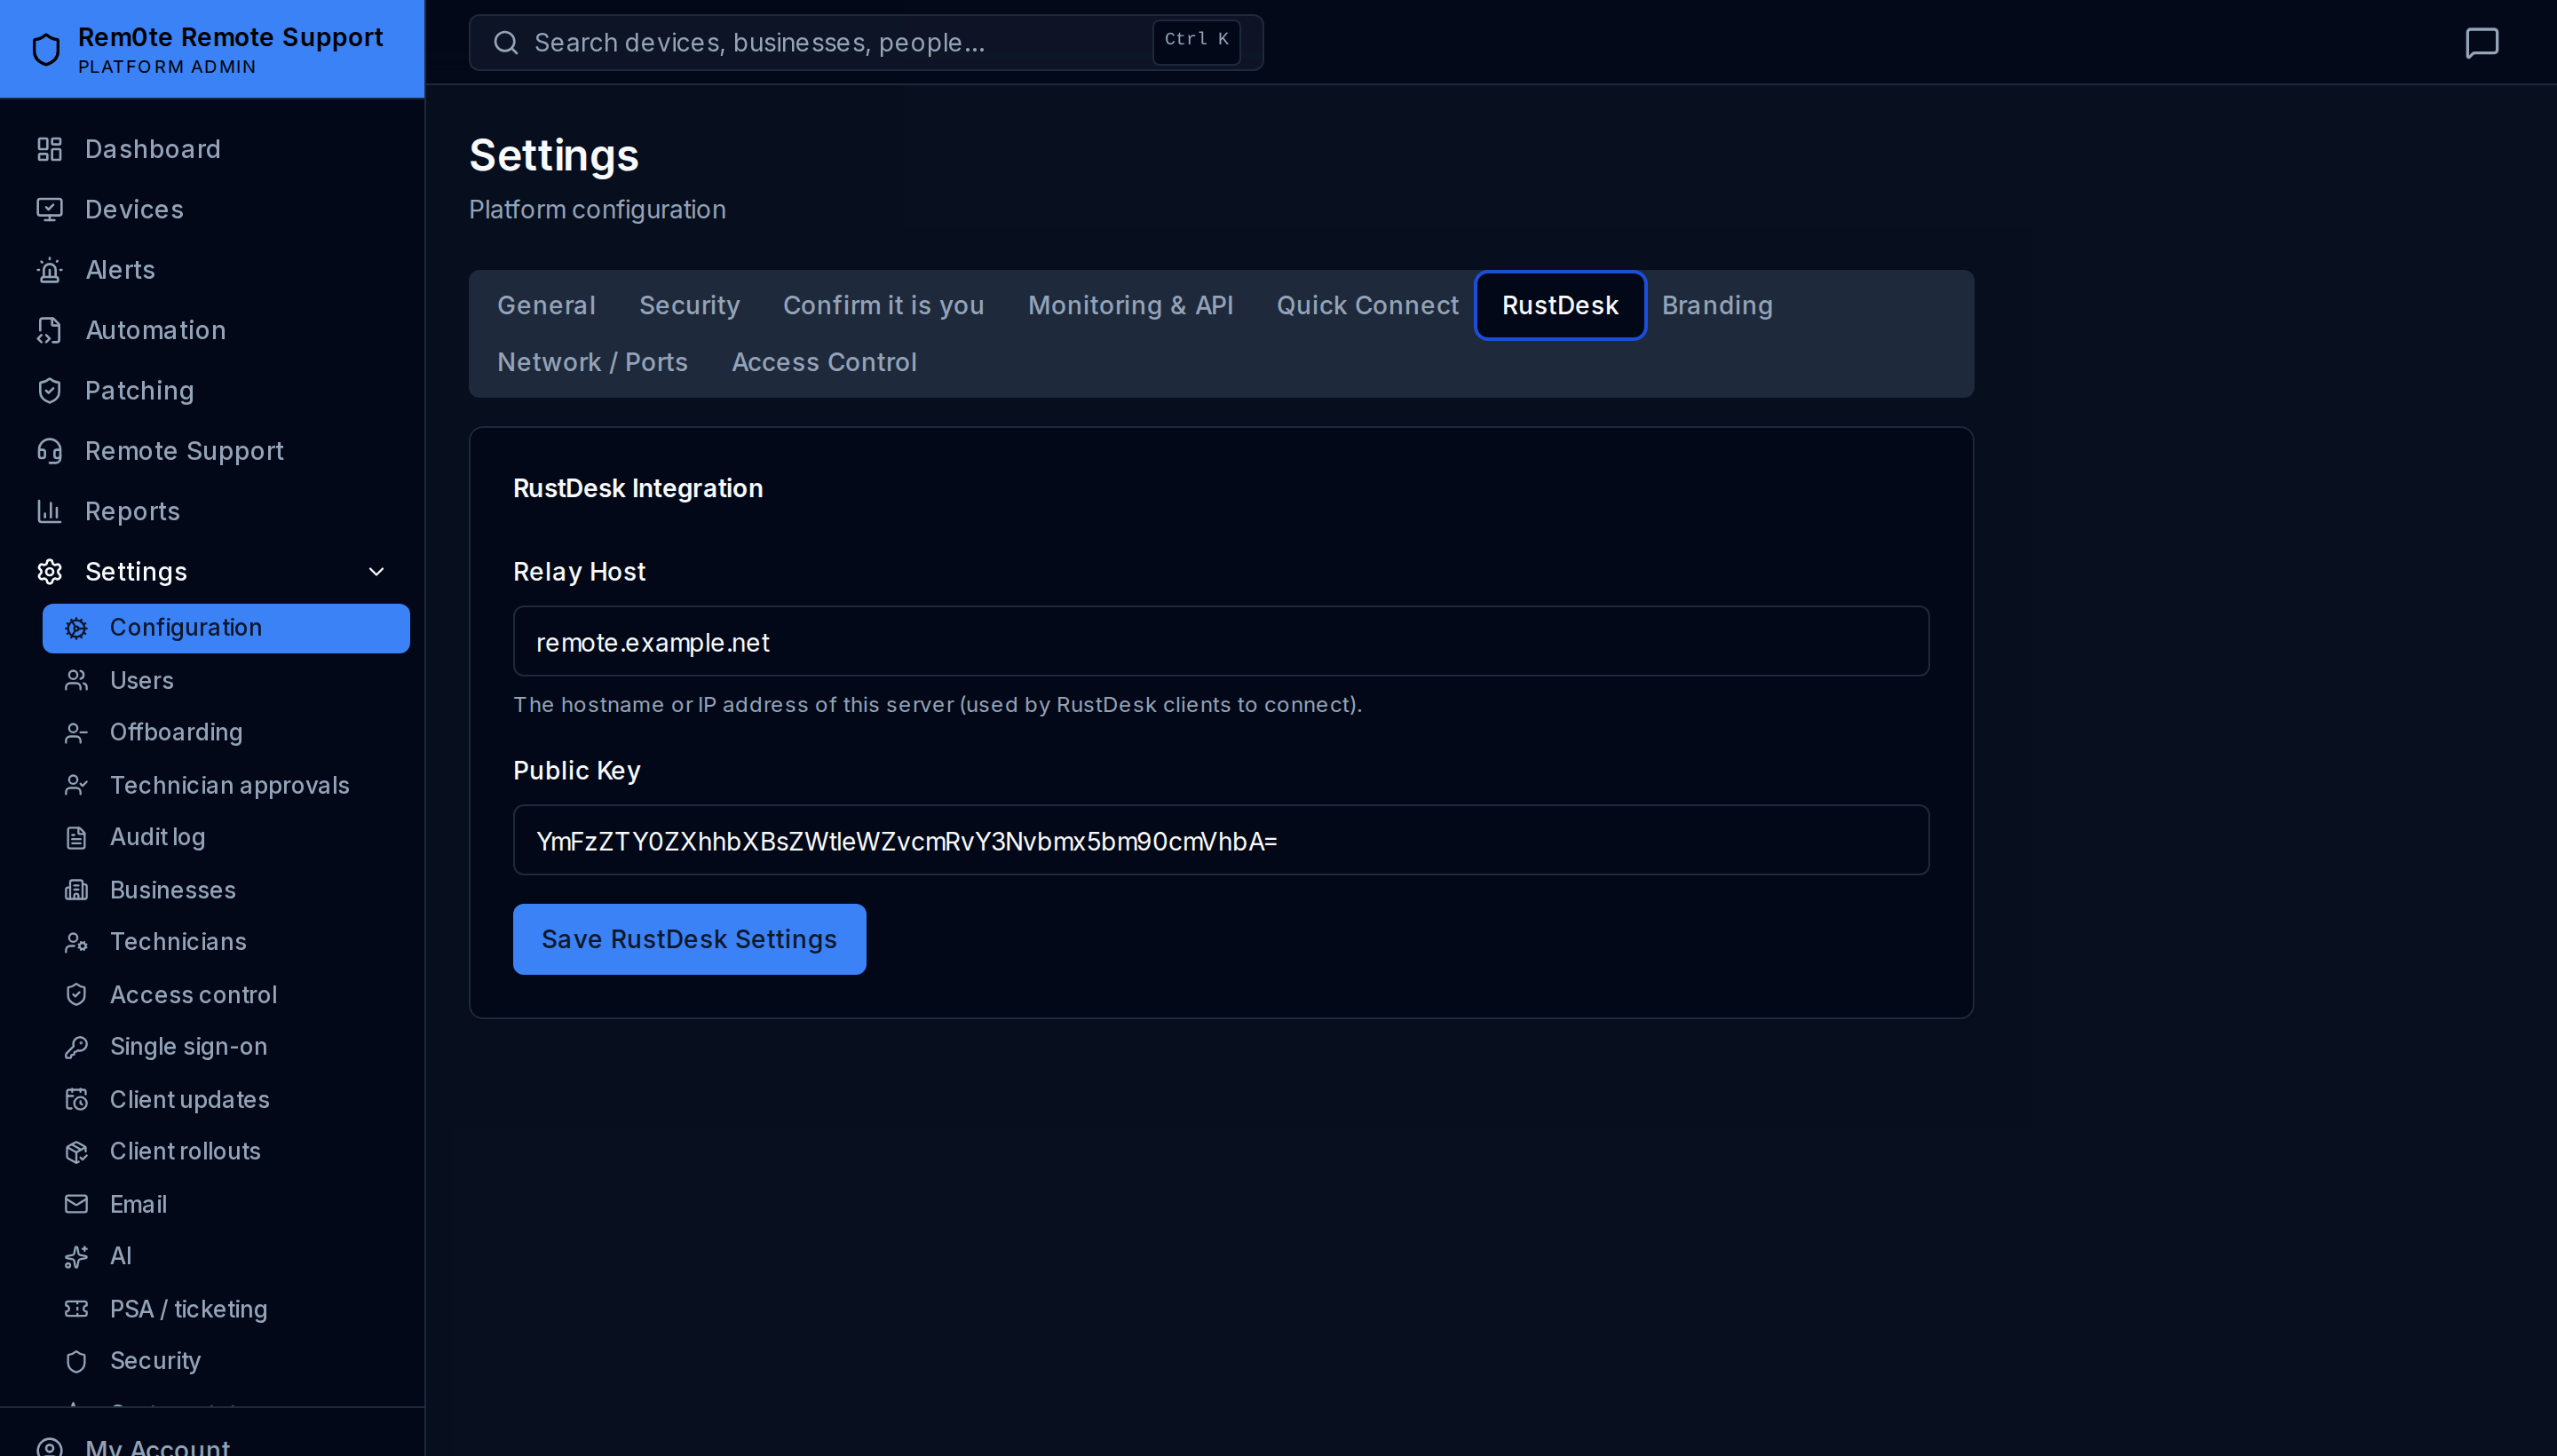 Rem0te Remote Support
PLATFORM ADMIN
Search devices, businesses, people...
Ctrl K
Dashboard
Devices
Alerts
Automation
Patching
Remote Support
Reports
Settings
Configuration
Users
Offboarding
Technician approvals
Audit log
Businesses
Technicians
Access control
Single sign-on
Client updates
Client rollouts
Email
AI
PSA / ticketing
Security
My Account
Settings
Platform configuration
General
Security
Confirm it is you
Monitoring & API
Quick Connect
RustDesk
Branding
Network / Ports
Access Control
RustDesk Integration
Relay Host
remote.example.net
The hostname or IP address of this server (used by RustDesk clients to connect).
Public Key
YmFzZTY0ZXhhbXBsZWtleWZvcmRvY3Nvbmx5bm90cmVhbA=
Save RustDesk Settings